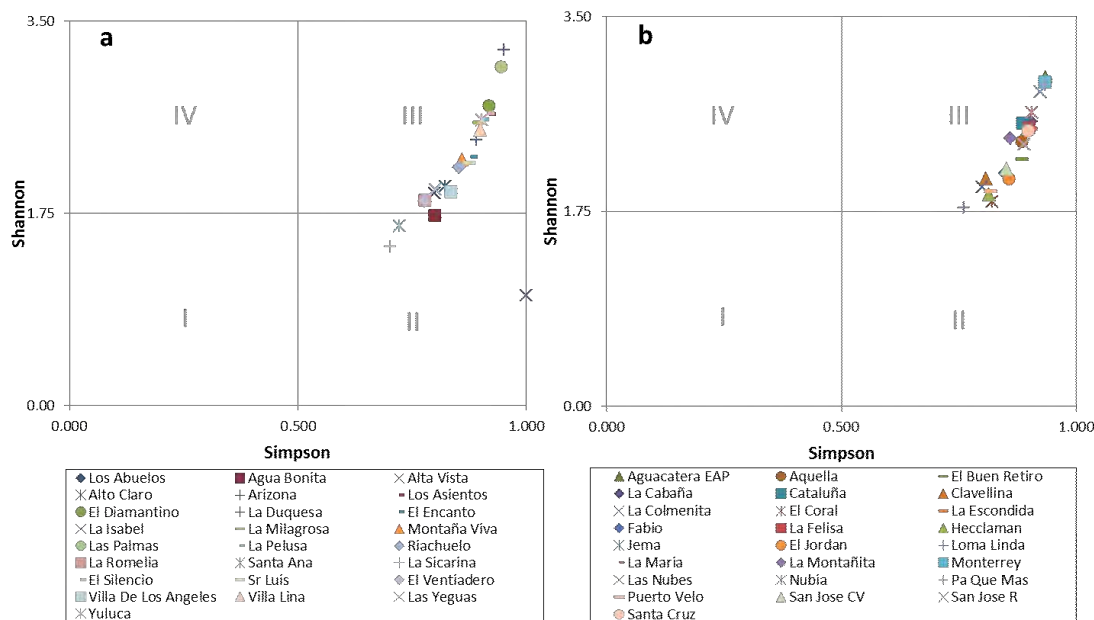 a
3.50
1.75
0.00
Shannon
IV
III
I
II
0.000 0.500 1.000
Simpson
Los Abuelos Agua Bonita Alta Vista
Alto Claro Arizona Los Asientos
El Diamantino La Duquesa El Encanto
La Isabel La Milagrosa Montaña Viva
Las Palmas La Pelusa Riachuelo
La Romelia Santa Ana La Sicarina
El Silencio Sr Luis El Ventiadero
Villa De Los Angeles Villa Lina Las Yeguas
Yuluca
b
3.50
1.75
0.00
Shannon
IV
III
I
II
0.000 0.500 1.000
Simpson
Aguacatera EAP Aquella El Buen Retiro
La Cabaña Cataluña Clavellina
La Colmenita El Coral La Escondida
Fabio La Felisa Hecclaman
Jema El Jordan Loma Linda
La Maria La Montañita Monterrey
Las Nubes Nubia Pa Que Mas
Puerto Velo San Jose CV San Jose R
Santa Cruz